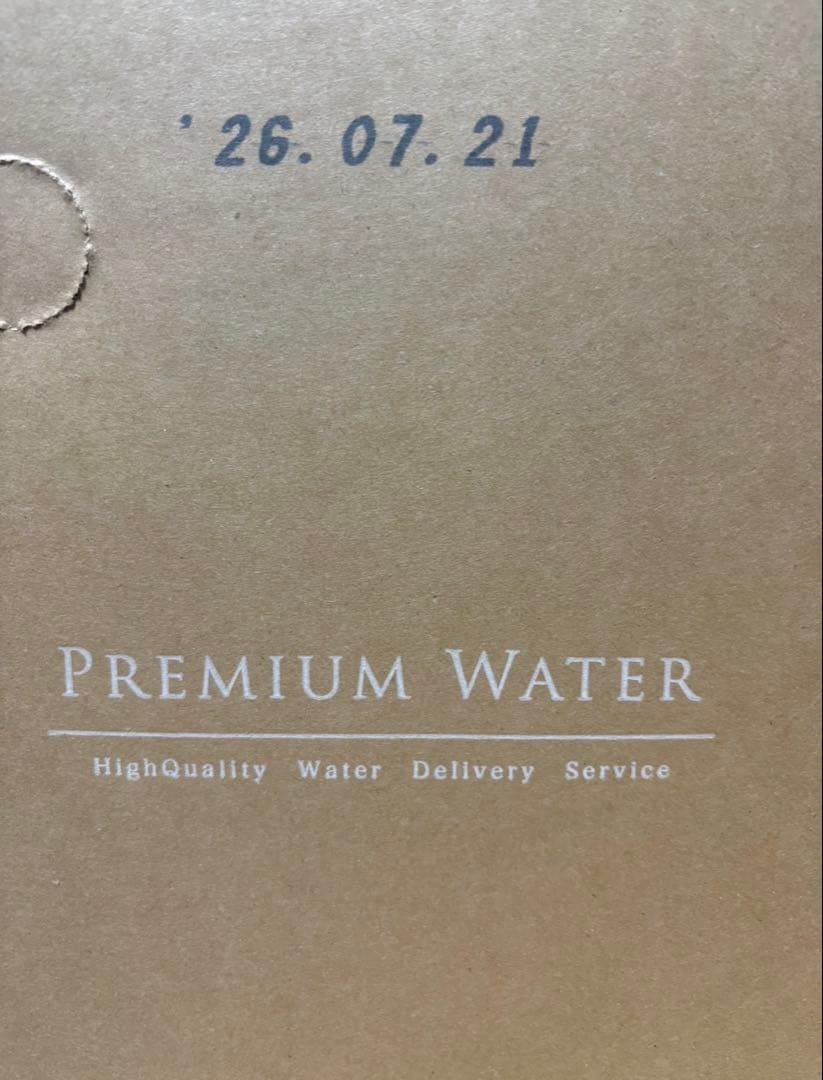 '26.07.21
PREMIUM WATER
HighQuality Water Delivery Service